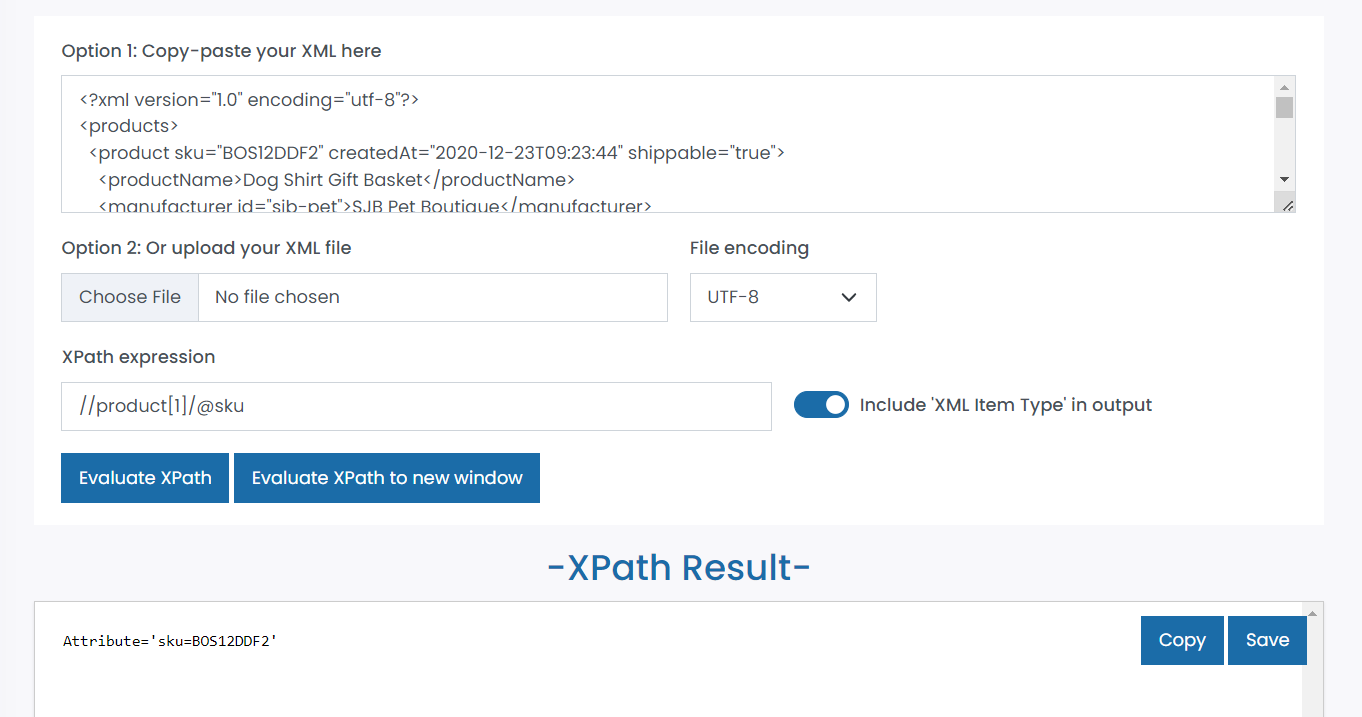 Option 1: Copy-paste your XML here
<?xml version="1.0" encoding="utf-8"?>
<products>
<product sku="BOS12DDF2" createdAt="2020-12-23T09:23:44" shippable="true">
<productName>Dog Shirt Gift Basket</productName>
<manufacturer id="sjb-pet">SJB Pet Boutique</manufacturer>
Option 2: Or upload your XML file
File encoding
Choose File No file chosen
UTF-8
XPath expression
//product[1]/@sku
Include 'XML Item Type' in output
Evaluate XPath
Evaluate XPath to new window
-XPath Result-
Attribute='sku=BOS12DDF2'
Copy
Save